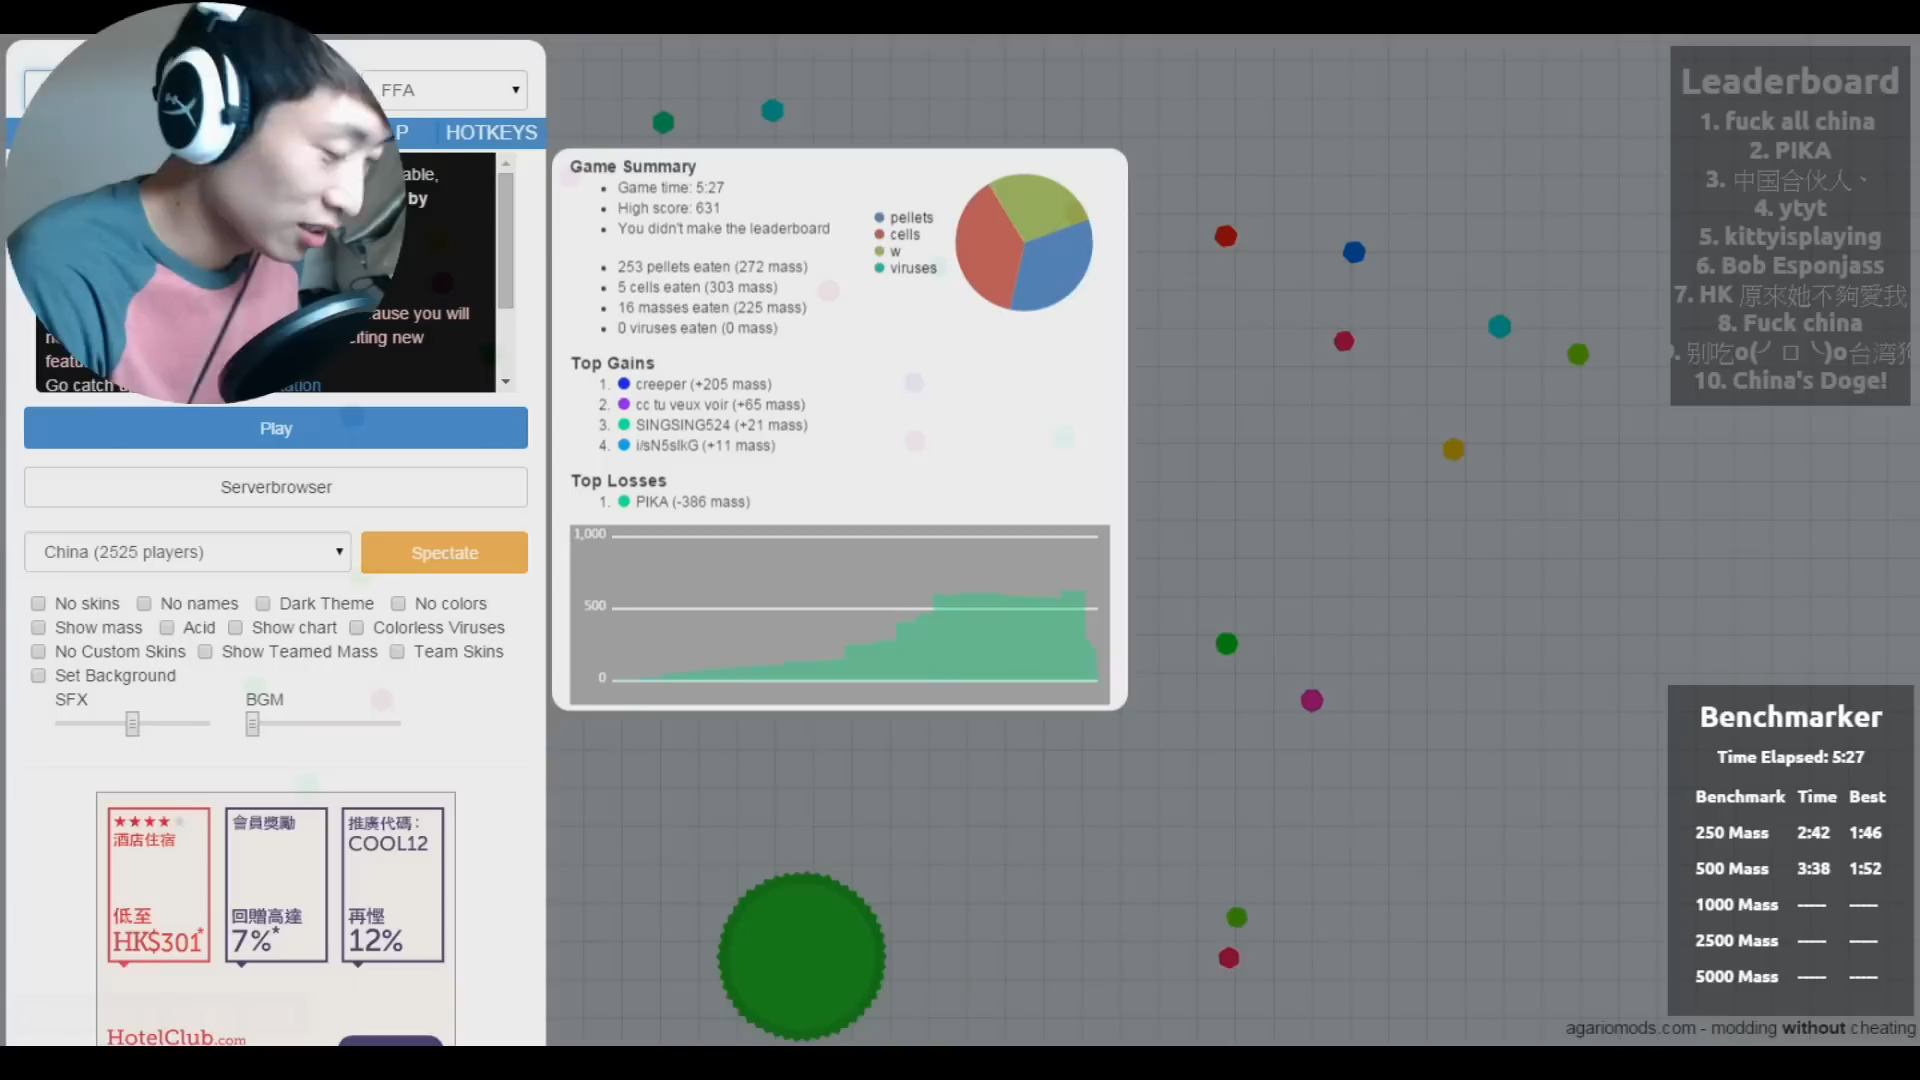 FFA
P HOTKEYS
able,
by
ause you will
iting new
featu
Go catch
ation
Play
Serverbrowser
China (2525 players)
Spectate
No skins No names Dark Theme No colors
Show mass Acid Show chart Colorless Viruses
No Custom Skins Show Teamed Mass Team Skins
Set Background
SFX BGM
★★★★
酒店住宿
低至
HK$301*
會員獎勵
回贈高達
7%*
推廣代碼:
COOL12
再慳
12%
HotelClub.com
Game Summary
Game time: 5:27
High score: 631
You didn't make the leaderboard
253 pellets eaten (272 mass)
5 cells eaten (303 mass)
16 masses eaten (225 mass)
0 viruses eaten (0 mass)
pellets
cells
w
viruses
Top Gains
1. creeper (+205 mass)
2. cc tu veux voir (+65 mass)
3. SINGSING524 (+21 mass)
4. i/sN5slkG (+11 mass)
Top Losses
1. PIKA (-386 mass)
1,000
500
0
Leaderboard
1. fuck all china
2. PIKA
3. 中国合伙人、
4. ytyt
5. kittyisplaying
6. Bob Esponjass
7. HK 原來她不夠愛我
8. Fuck china
. 别吃o(╯□╰)o台湾狗
10. China's Doge!
Benchmarker
Time Elapsed: 5:27
Benchmark Time Best
250 Mass 2:42 1:46
500 Mass 3:38 1:52
1000 Mass —— ——
2500 Mass —— ——
5000 Mass —— ——
agariomods.com - modding without cheating